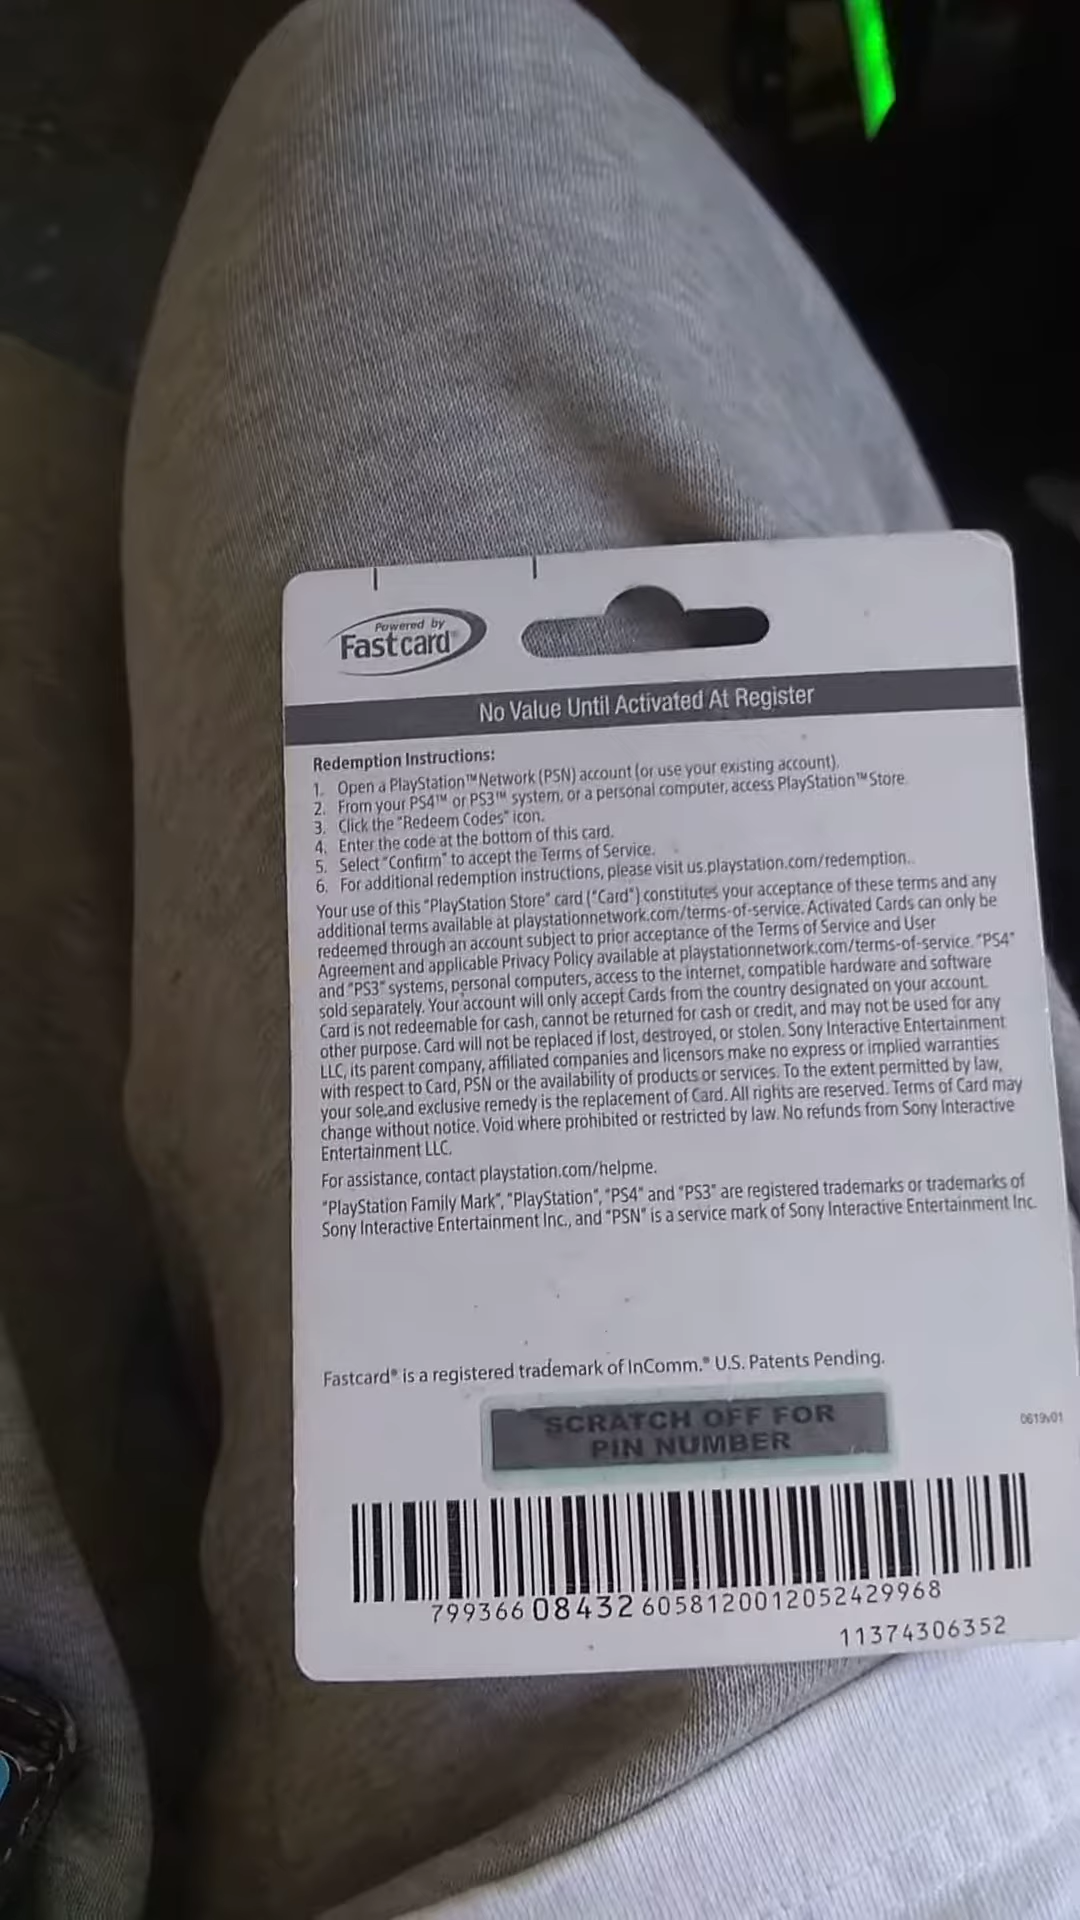 Powered by
Fastcard®
No Value Until Activated At Register
Redemption Instructions:
1. Open a PlayStation™ Network (PSN) account (or use your existing account).
2. From your PS4™ or PS3™ system, or a personal computer, access PlayStation™ Store.
3. Click the "Redeem Codes" icon.
4. Enter the code at the bottom of this card.
5. Select "Confirm" to accept the Terms of Service.
6. For additional redemption instructions, please visit us.playstation.com/redemption.
Your use of this "PlayStation Store" card ("Card") constitutes your acceptance of these terms and any
additional terms available at playstationnetwork.com/terms-of-service. Activated Cards can only be
redeemed through an account subject to prior acceptance of the Terms of Service and User
Agreement and applicable Privacy Policy available at playstationnetwork.com/terms-of-service. "PS4"
and "PS3" systems, personal computers, access to the internet, compatible hardware and software
sold separately. Your account will only accept Cards from the country designated on your account.
Card is not redeemable for cash, cannot be returned for cash or credit, and may not be used for any
other purpose. Card will not be replaced if lost, destroyed, or stolen. Sony Interactive Entertainment
LLC, its parent company, affiliated companies and licensors make no express or implied warranties
with respect to Card, PSN or the availability of products or services. To the extent permitted by law,
your sole and exclusive remedy is the replacement of Card. All rights are reserved. Terms of Card may
change without notice. Void where prohibited or restricted by law. No refunds from Sony Interactive
Entertainment LLC.
For assistance, contact playstation.com/helpme.
"PlayStation Family Mark", "PlayStation", "PS4" and "PS3" are registered trademarks or trademarks of
Sony Interactive Entertainment Inc., and "PSN" is a service mark of Sony Interactive Entertainment Inc.
Fastcard® is a registered trademark of InComm.® U.S. Patents Pending.
SCRATCH OFF FOR
PIN NUMBER
0619v01
799366 08432 6058120012052429968
11374306352